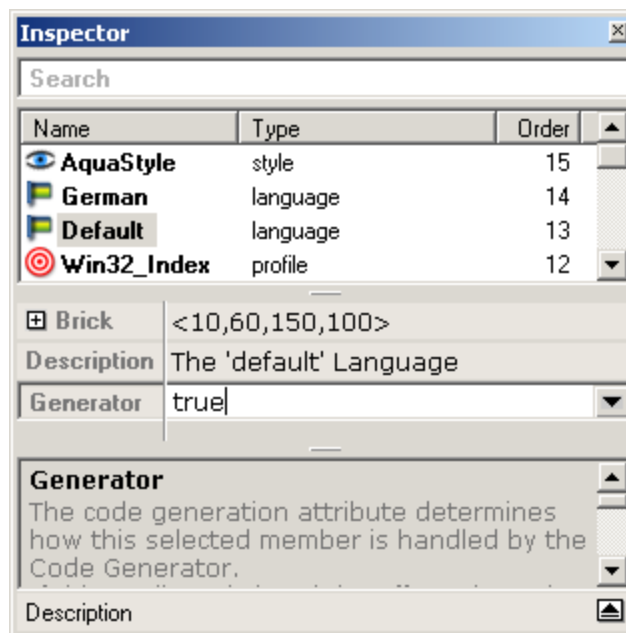 Inspector
Search
Name Type Order
AquaStyle style 15
German language 14
Default language 13
Win32_Index profile 12
Brick <10,60,150,100>
Description The 'default' Language
Generator true
Generator
The code generation attribute determines
how this selected member is handled by the
Code Generator.
Description